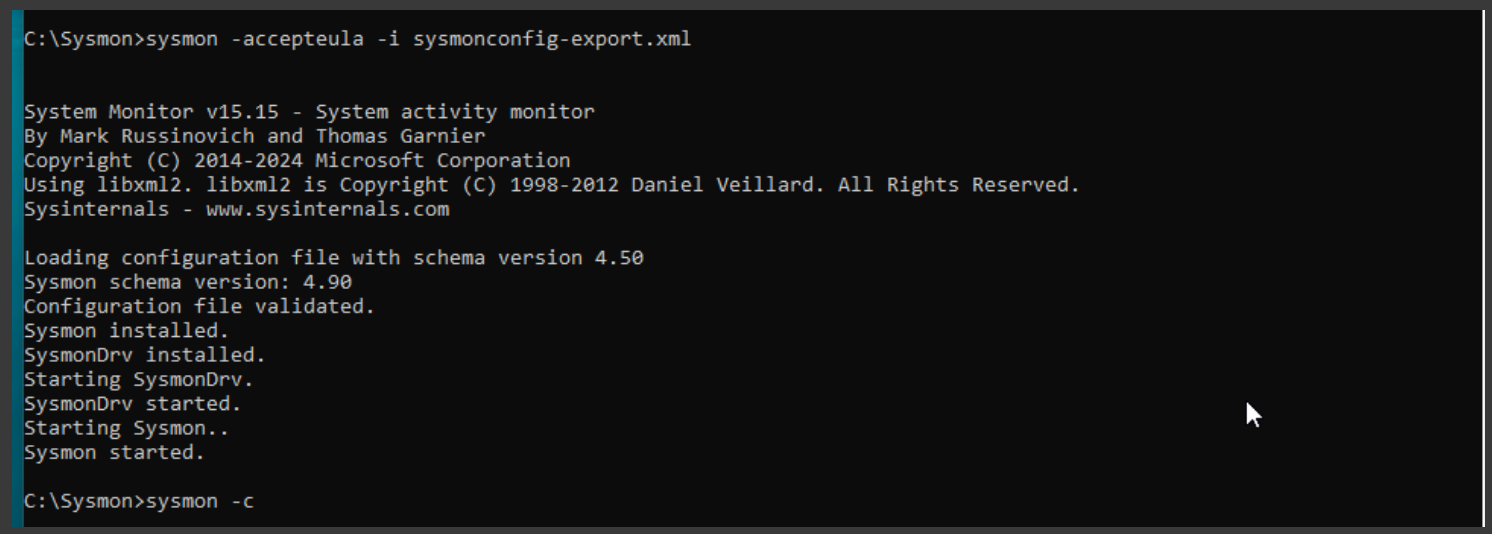 C:\Sysmon>sysmon -accepteula -i sysmonconfig-export.xml
System Monitor v15.15 - System activity monitor
By Mark Russinovich and Thomas Garnier
Copyright (C) 2014-2024 Microsoft Corporation
Using libxml2. libxml2 is Copyright (C) 1998-2012 Daniel Veillard. All Rights Reserved.
Sysinternals - www.sysinternals.com
Loading configuration file with schema version 4.50
Sysmon schema version: 4.90
Configuration file validated.
Sysmon installed.
SysmonDrv installed.
Starting SysmonDrv.
SysmonDrv started.
Starting Sysmon..
Sysmon started.
C:\Sysmon>sysmon -c